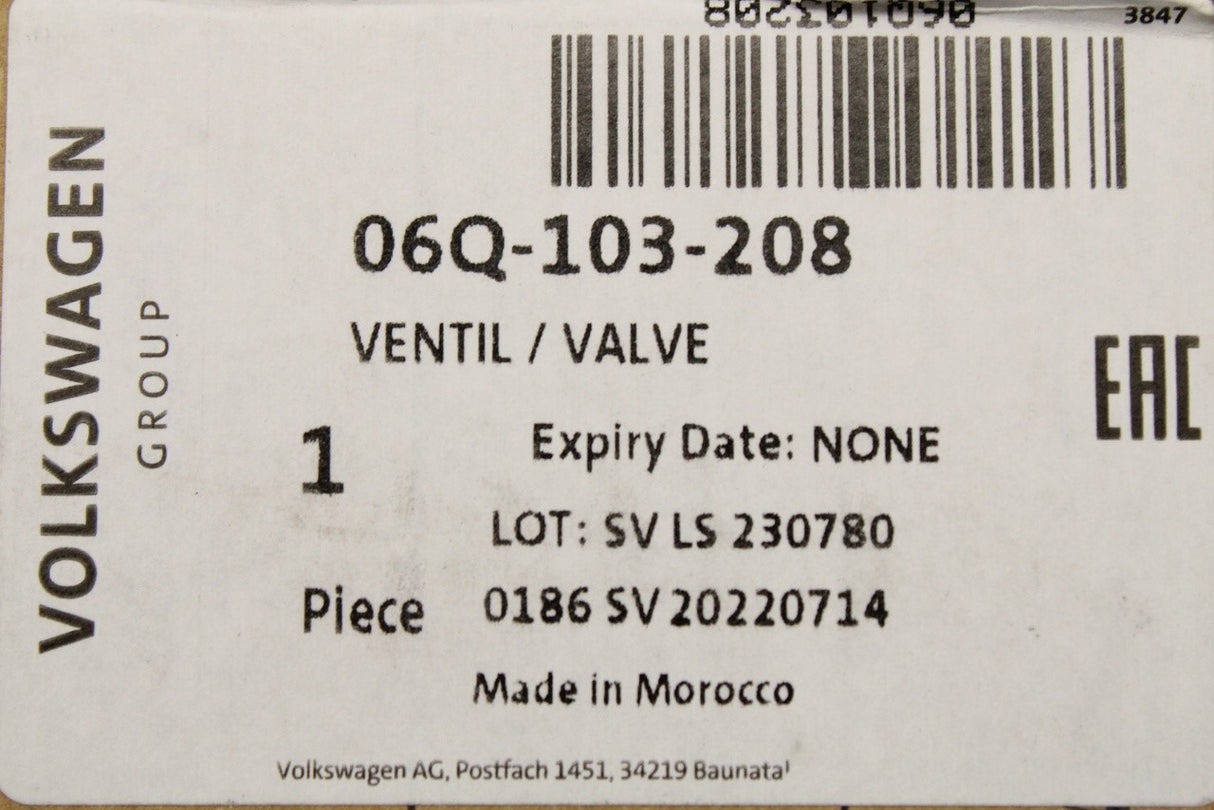 06Q103208
3847
VOLKSWAGEN
GROUP
06Q-103-208
VENTIL / VALVE
EAC
1
Expiry Date: NONE
LOT: SV LS 230780
Piece
0186 SV 20220714
Made in Morocco
Volkswagen AG, Postfach 1451, 34219 Baunatal